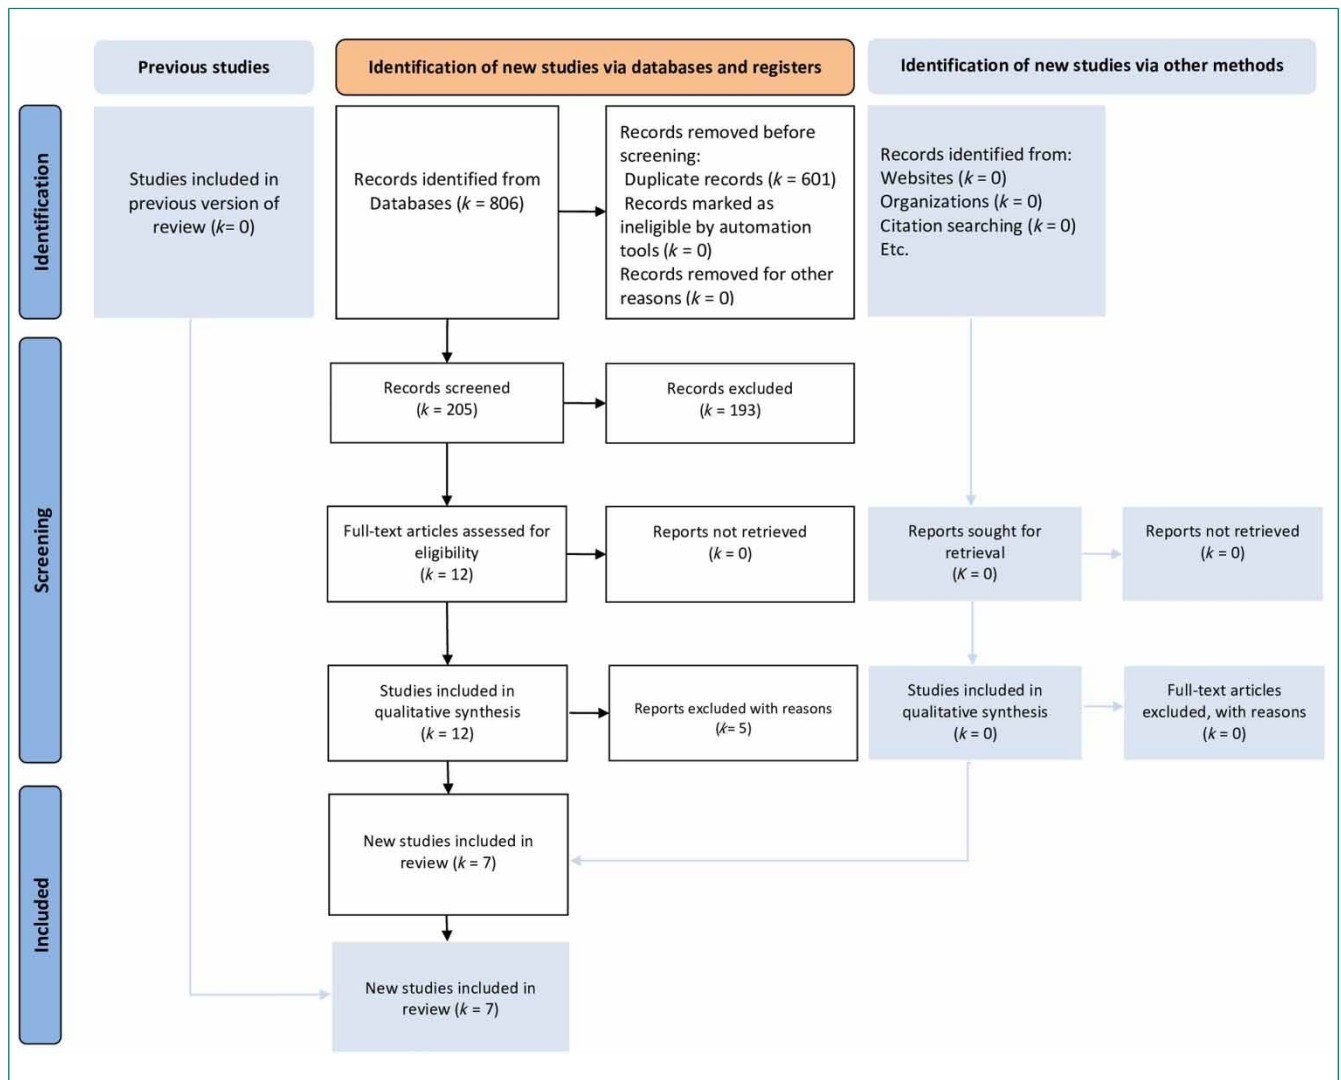 Previous studies
Identification of new studies via databases and registers
Identification of new studies via other methods
Identification
Studies included in
previous version of
review (k= 0)
Records identified from
Databases (k = 806)
Records removed before
screening:
Duplicate records (k = 601)
Records marked as
ineligible by automation
tools (k = 0)
Records removed for other
reasons (k = 0)
Records identified from:
Websites (k = 0)
Organizations (k = 0)
Citation searching (k = 0)
Etc.
Screening
Records screened
(k = 205)
Records excluded
(k = 193)
Full-text articles assessed for
eligibility
(k = 12)
Reports not retrieved
(k = 0)
Reports sought for
retrieval
(K = 0)
Reports not retrieved
(k = 0)
Studies included in
qualitative synthesis
(k = 12)
Reports excluded with reasons
(k= 5)
Studies included in
qualitative synthesis
(k = 0)
Full-text articles
excluded, with reasons
(k = 0)
Included
New studies included in
review (k = 7)
New studies included in
review (k = 7)